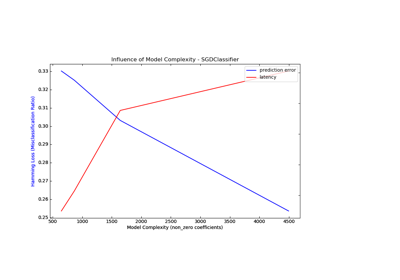 Influence of Model Complexity - SGDClassifier
prediction error
latency
0.33
0.32
0.31
0.30
0.29
0.28
0.27
0.26
0.25
Hamming Loss (Misclassification Ratio)
500 1000 1500 2000 2500 3000 3500 4000 4500
Model Complexity (non_zero coefficients)